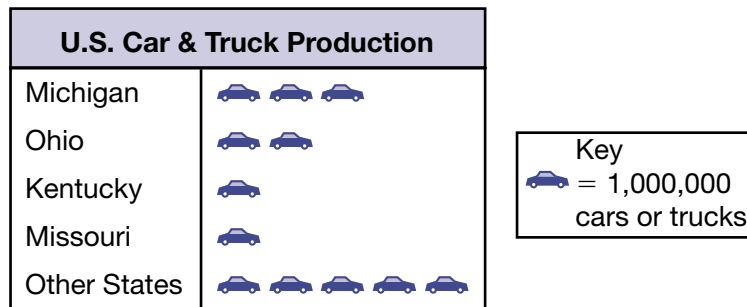 U.S. Car & Truck Production
Michigan
Ohio
Kentucky
Missouri
Other States
Key
= 1,000,000
cars or trucks